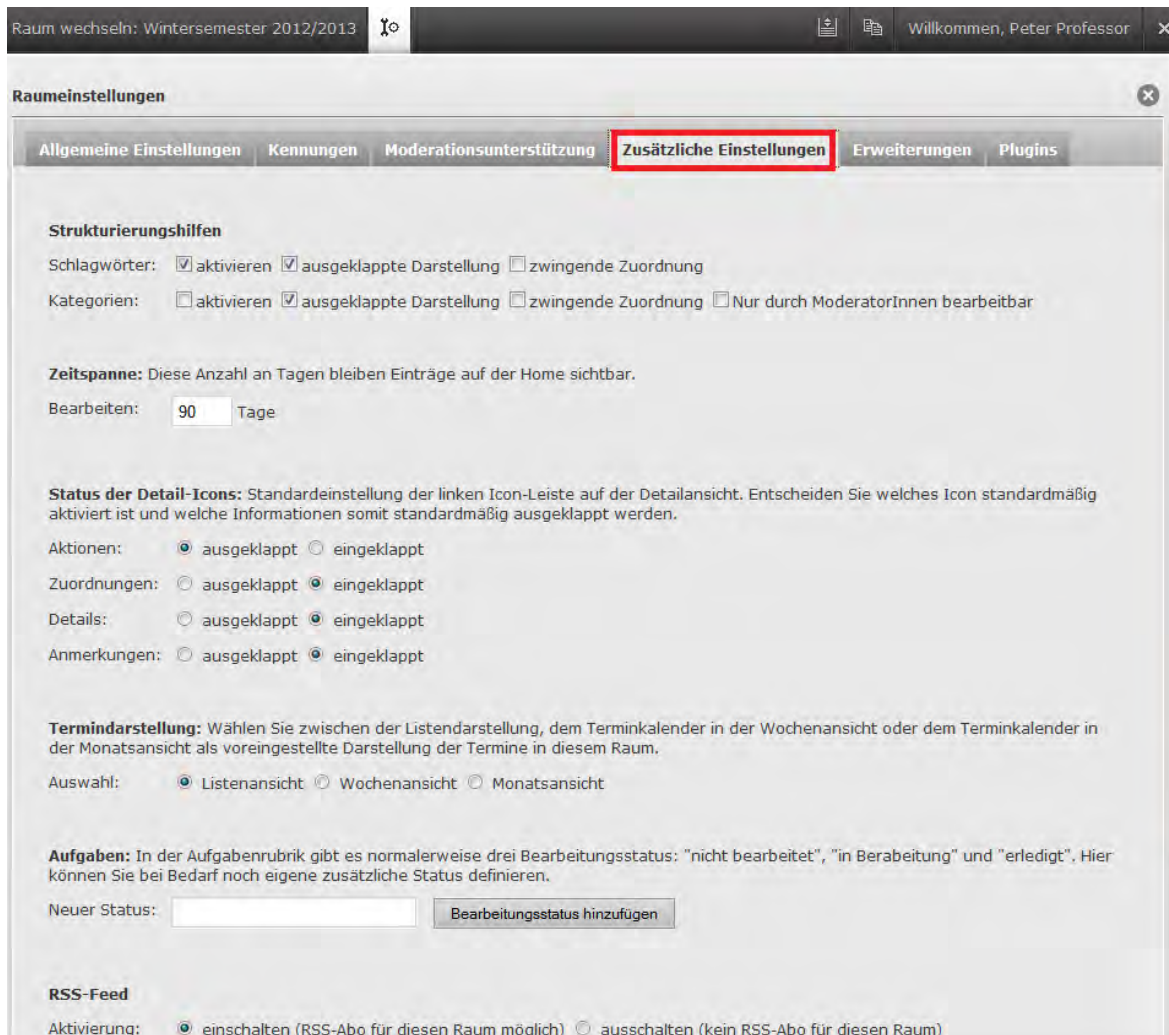 Raum wechseln: Wintersemester 2012/2013 Willkommen, Peter Professor
Raumeinstellungen
Allgemeine Einstellungen Kennungen Moderationsunterstützung Zusätzliche Einstellungen Erweiterungen Plugins
Strukturierungshilfen
Schlagwörter: aktivieren ausgeklappte Darstellung zwingende Zuordnung
Kategorien: aktivieren ausgeklappte Darstellung zwingende Zuordnung Nur durch ModeratorInnen bearbeitbar
Zeitspanne: Diese Anzahl an Tagen bleiben Einträge auf der Home sichtbar.
Bearbeiten: 90 Tage
Status der Detail-Icons: Standardeinstellung der linken Icon-Leiste auf der Detailansicht. Entscheiden Sie welches Icon standardmäßig
aktiviert ist und welche Informationen somit standardmäßig ausgeklappt werden.
Aktionen: ausgeklappt eingeklappt
Zuordnungen: ausgeklappt eingeklappt
Details: ausgeklappt eingeklappt
Anmerkungen: ausgeklappt eingeklappt
Termindarstellung: Wählen Sie zwischen der Listendarstellung, dem Terminkalender in der Wochenansicht oder dem Terminkalender in
der Monatsansicht als voreingestellte Darstellung der Termine in diesem Raum.
Auswahl: Listenansicht Wochenansicht Monatsansicht
Aufgaben: In der Aufgabenrubrik gibt es normalerweise drei Bearbeitungsstatus: "nicht bearbeitet", "in Berabeitung" und "erledigt". Hier
können Sie bei Bedarf noch eigene zusätzliche Status definieren.
Neuer Status: Bearbeitungsstatus hinzufügen
RSS-Feed
Aktivierung: einschalten (RSS-Abo für diesen Raum möglich) ausschalten (kein RSS-Abo für diesen Raum)